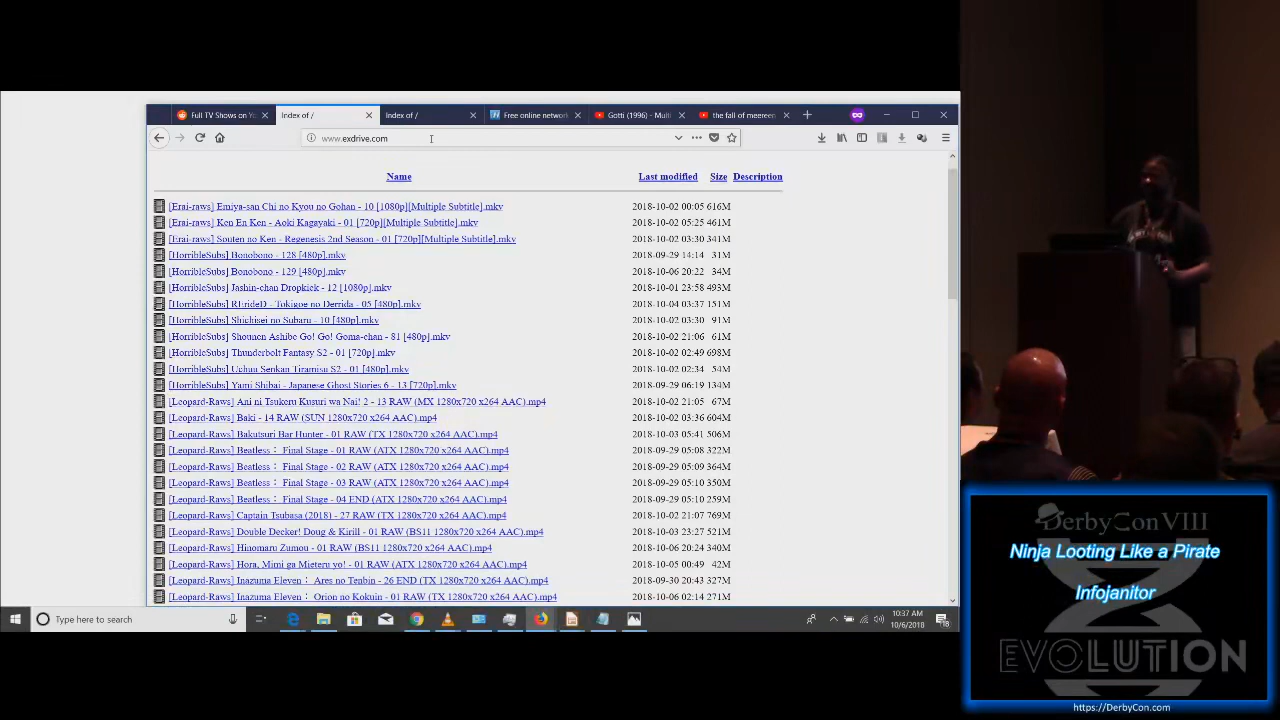 Full TV Shows on Yo
Index of /
Index of /
Free online network
Gotti (1996) - Multi
the fall of meereen
www.exdrive.com
Name Last modified Size Description
[Erai-raws] Emiya-san Chi no Kyou no Gohan - 10 [1080p][Multiple Subtitle].mkv 2018-10-02 00:05 616M
[Erai-raws] Ken En Ken - Aoki Kagayaki - 01 [720p][Multiple Subtitle].mkv 2018-10-02 05:25 461M
[Erai-raws] Souten no Ken - Regenesis 2nd Season - 01 [720p][Multiple Subtitle].mkv 2018-10-02 03:30 341M
[HorribleSubs] Bonobono - 128 [480p].mkv 2018-09-29 14:14 31M
[HorribleSubs] Bonobono - 129 [480p].mkv 2018-10-06 20:22 34M
[HorribleSubs] Jashin-chan Dropkick - 12 [1080p].mkv 2018-10-01 23:58 493M
[HorribleSubs] RErideD - Tokigoe no Derrida - 05 [480p].mkv 2018-10-04 03:37 151M
[HorribleSubs] Shichisei no Subaru - 10 [480p].mkv 2018-10-02 03:30 91M
[HorribleSubs] Shounen Ashibe Go! Go! Goma-chan - 81 [480p].mkv 2018-10-02 21:06 61M
[HorribleSubs] Thunderbolt Fantasy S2 - 01 [720p].mkv 2018-10-02 02:49 698M
[HorribleSubs] Uchuu Senkan Tiramisu S2 - 01 [480p].mkv 2018-10-02 02:34 54M
[HorribleSubs] Yami Shibai - Japanese Ghost Stories 6 - 13 [720p].mkv 2018-09-29 06:19 134M
[Leopard-Raws] Ani ni Tsukeru Kusuri wa Nai! 2 - 13 RAW (MX 1280x720 x264 AAC).mp4 2018-10-02 21:05 67M
[Leopard-Raws] Baki - 14 RAW (SUN 1280x720 x264 AAC).mp4 2018-10-02 03:36 604M
[Leopard-Raws] Bakutsuri Bar Hunter - 01 RAW (TX 1280x720 x264 AAC).mp4 2018-10-03 05:41 506M
[Leopard-Raws] Beatless： Final Stage - 01 RAW (ATX 1280x720 x264 AAC).mp4 2018-09-29 05:08 322M
[Leopard-Raws] Beatless： Final Stage - 02 RAW (ATX 1280x720 x264 AAC).mp4 2018-09-29 05:09 364M
[Leopard-Raws] Beatless： Final Stage - 03 RAW (ATX 1280x720 x264 AAC).mp4 2018-09-29 05:10 350M
[Leopard-Raws] Beatless： Final Stage - 04 END (ATX 1280x720 x264 AAC).mp4 2018-09-29 05:10 259M
[Leopard-Raws] Captain Tsubasa (2018) - 27 RAW (TX 1280x720 x264 AAC).mp4 2018-10-02 21:07 769M
[Leopard-Raws] Double Decker! Doug & Kirill - 01 RAW (BS11 1280x720 x264 AAC).mp4 2018-10-03 23:27 521M
[Leopard-Raws] Hinomaru Zumou - 01 RAW (BS11 1280x720 x264 AAC).mp4 2018-10-06 20:24 340M
[Leopard-Raws] Hora, Mimi ga Mieteru yo! - 01 RAW (ATX 1280x720 x264 AAC).mp4 2018-10-05 00:49 42M
[Leopard-Raws] Inazuma Eleven： Ares no Tenbin - 26 END (TX 1280x720 x264 AAC).mp4 2018-09-30 20:43 327M
[Leopard-Raws] Inazuma Eleven： Orion no Kokuin - 01 RAW (TX 1280x720 x264 AAC).mp4 2018-10-06 02:14 271M
Type here to search
10:37 AM
10/6/2018
18
DerbyCon VIII
Ninja Looting Like a Pirate
Infojanitor
EVOLUTION
https://DerbyCon.com